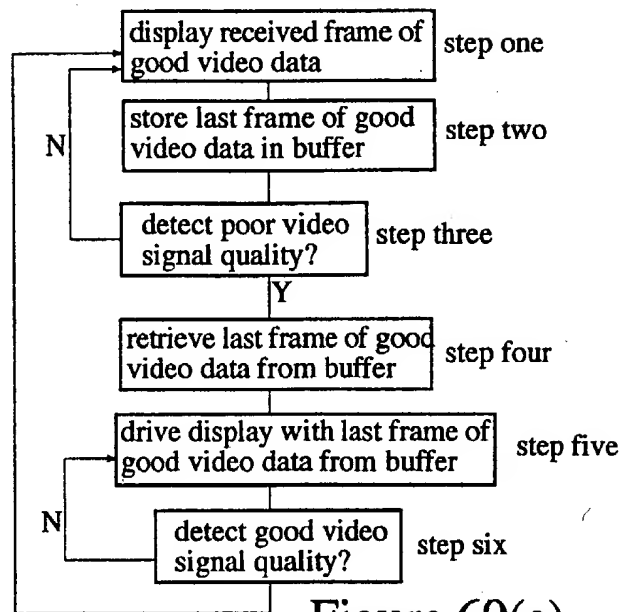 display received frame of
good video data
step one
store last frame of good
video data in buffer
step two
N
detect poor video
signal quality?
step three
Y
retrieve last frame of good
video data from buffer
step four
drive display with last frame of
good video data from buffer
step five
N
detect good video
signal quality?
step six